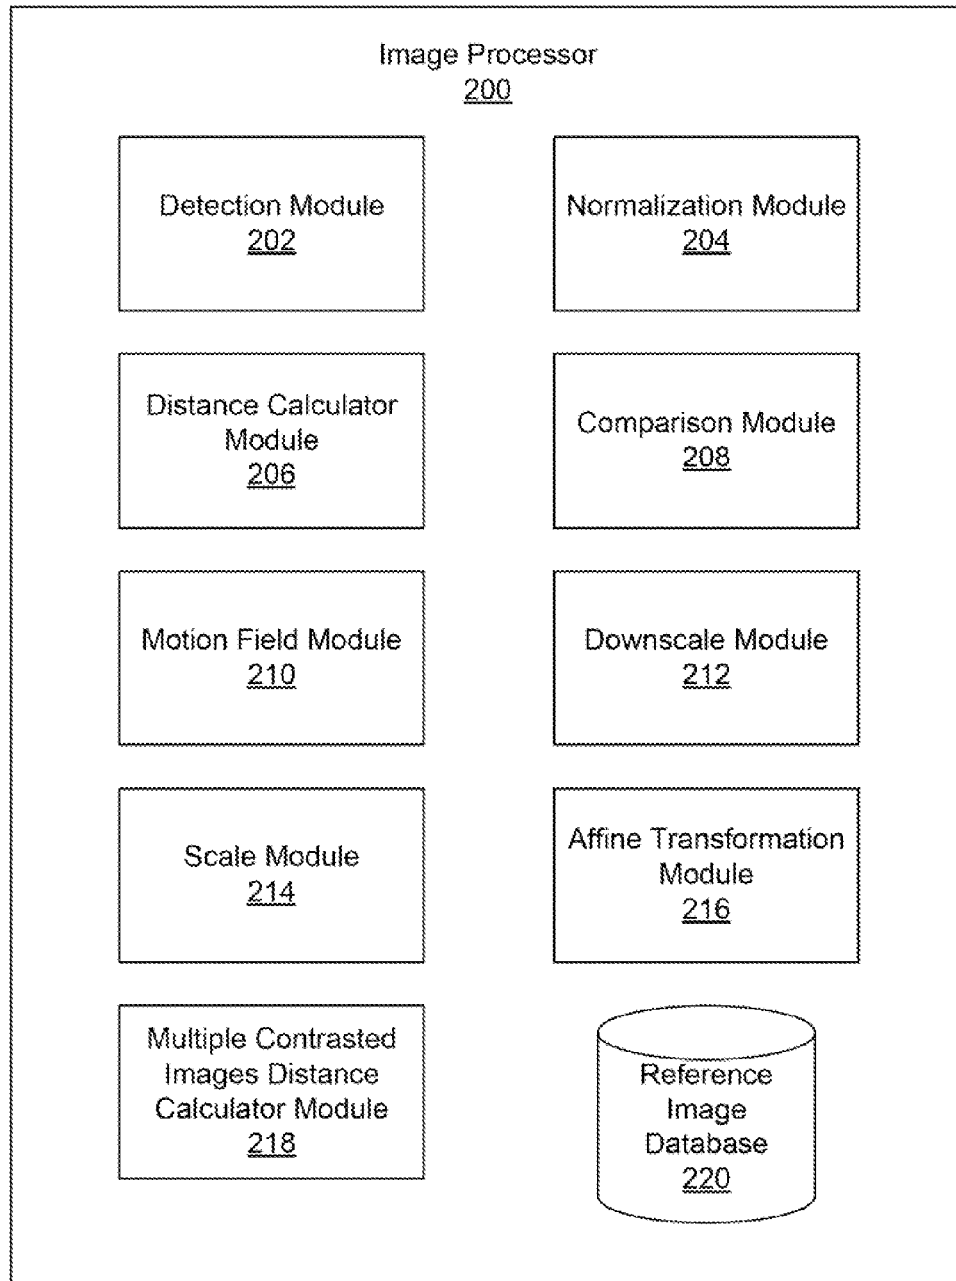 Image Processor
200
Detection Module
202
Normalization Module
204
Distance Calculator
Module
206
Comparison Module
208
Motion Field Module
210
Downscale Module
212
Scale Module
214
Affine Transformation
Module
216
Multiple Contrasted
Images Distance
Calculator Module
218
Reference
Image
Database
220